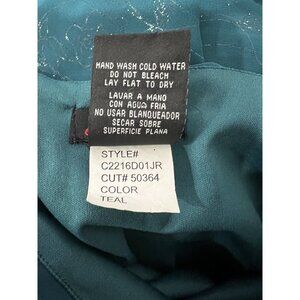 HAND WASH COLD WATER
DO NOT BLEACH
LAY FLAT TO DRY
LAVAR A MANO
CON AGUA FRIA
NO USAR BLANQUEADOR
SECAR SOBRE
SUPERFICIE PLANA
STYLE#
C2216D01JR
CUT# 50364
COLOR
TEAL